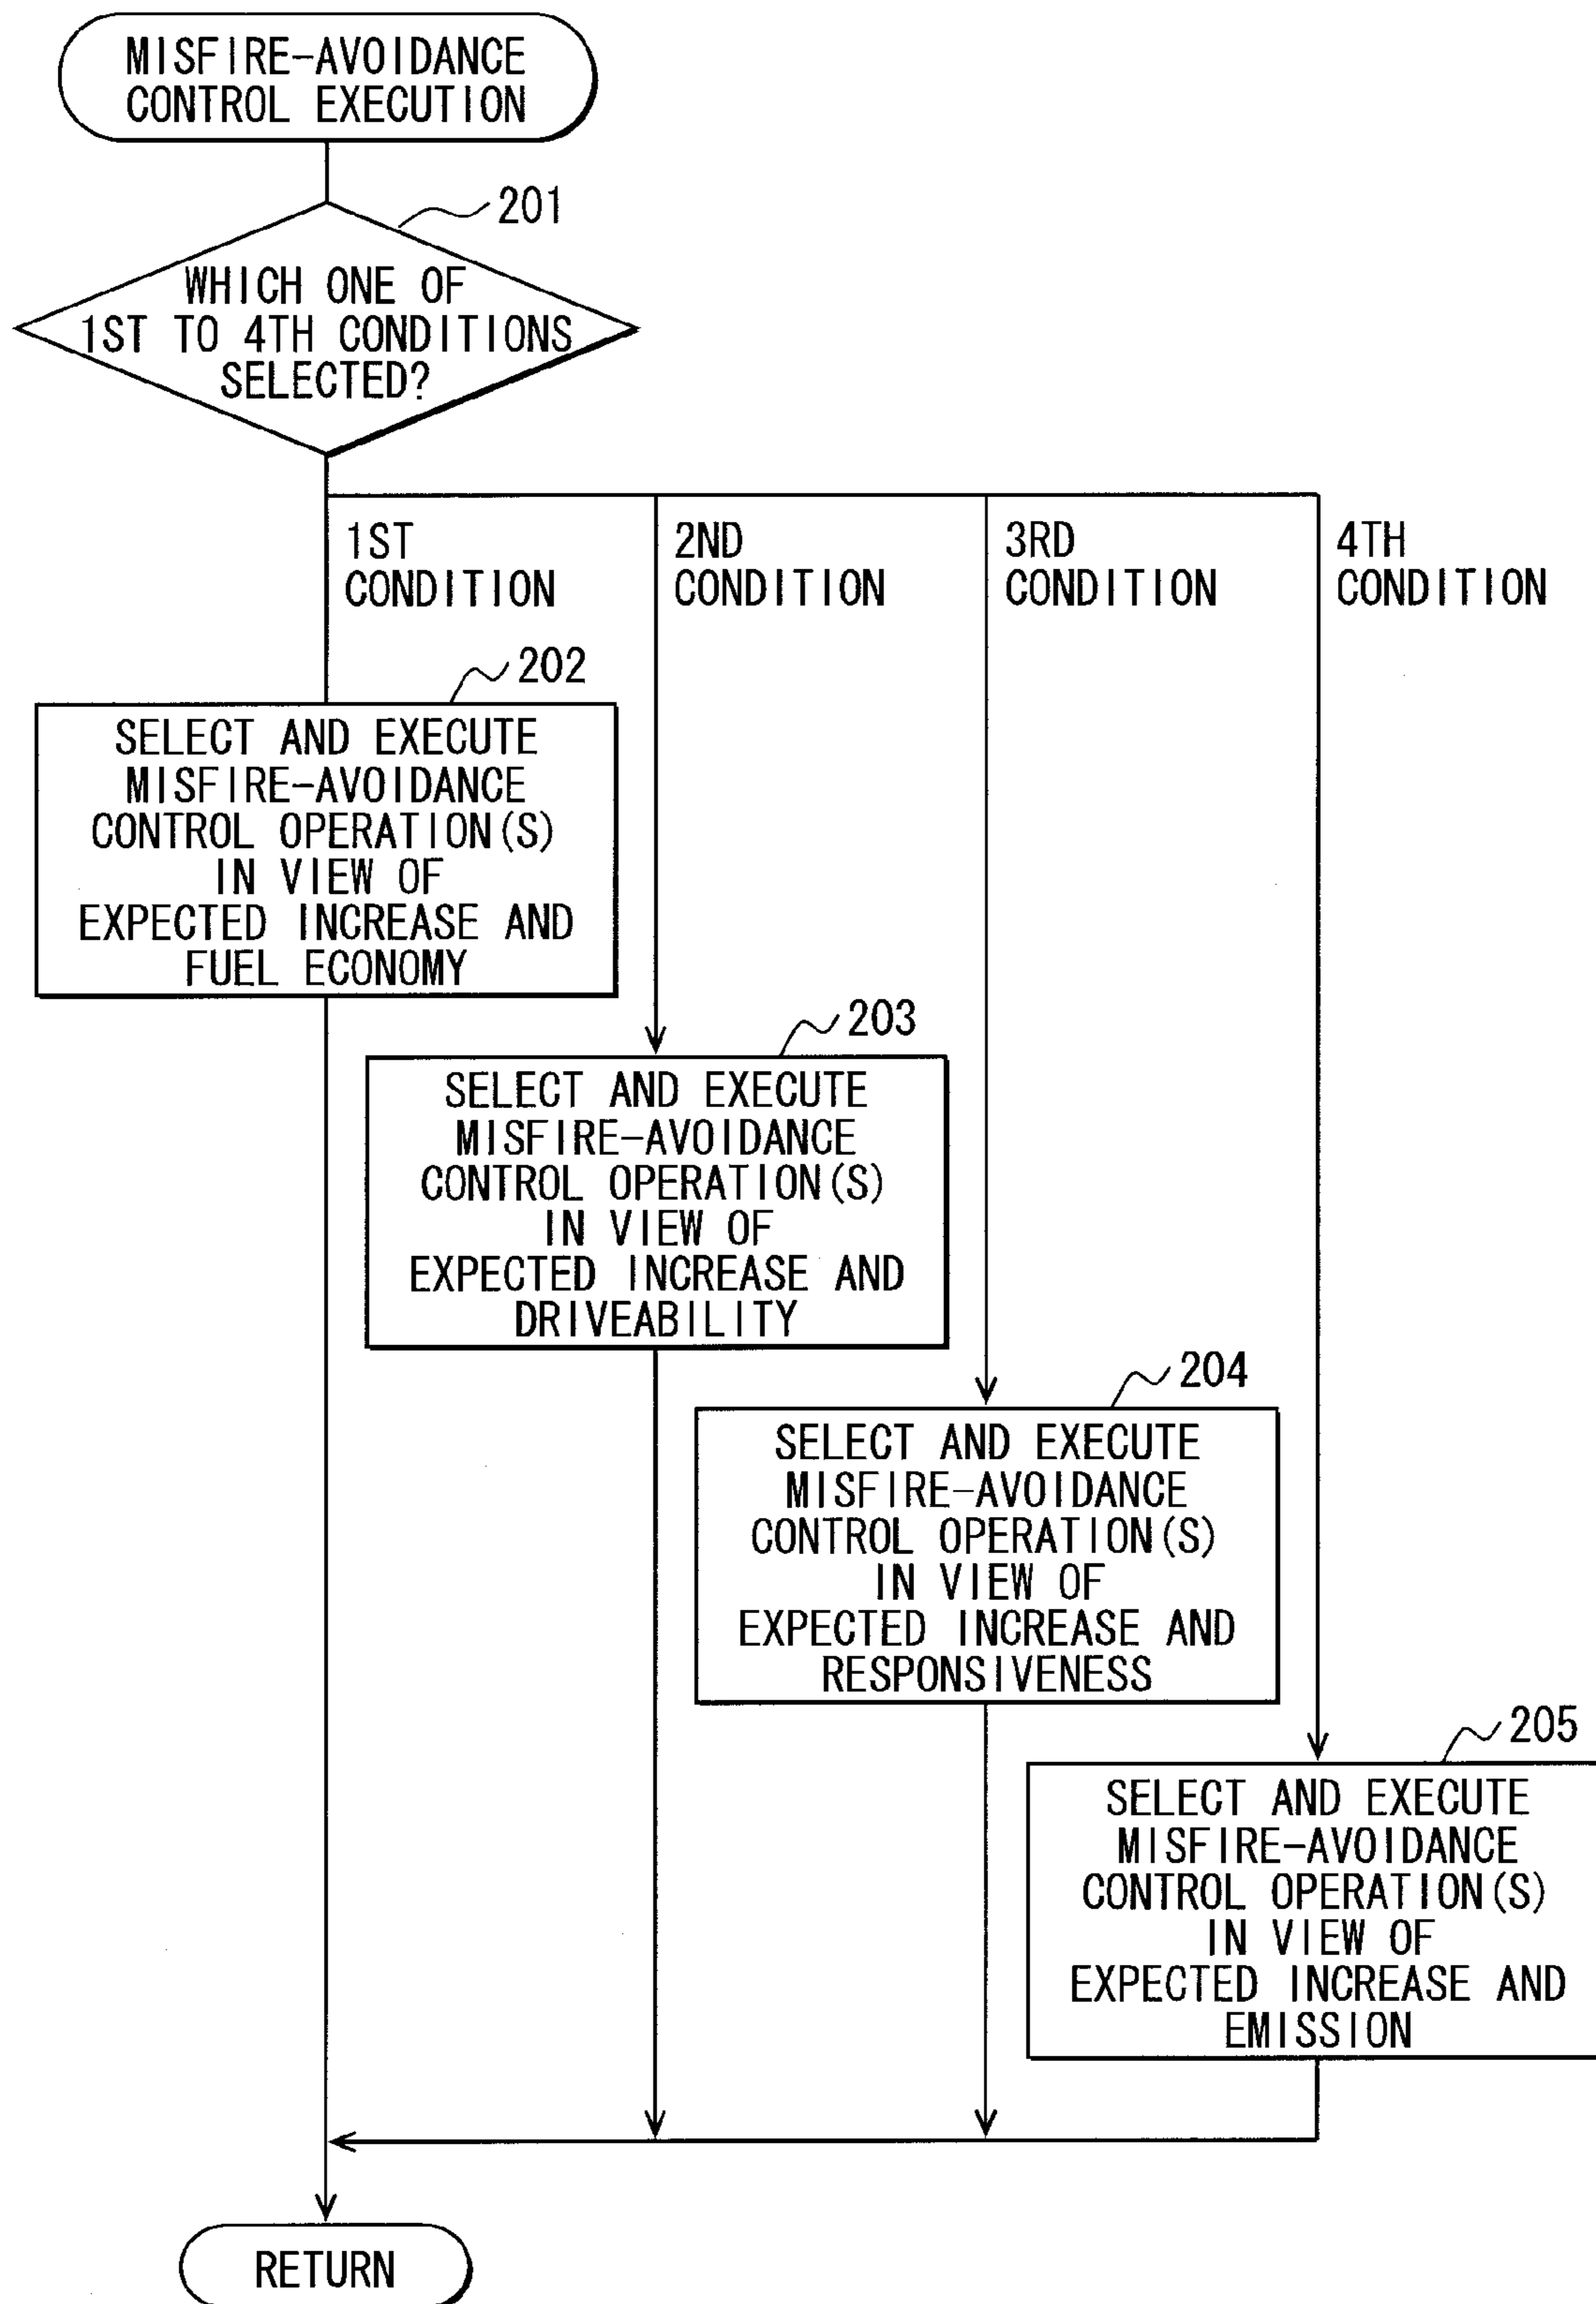 MISFIRE-AVOIDANCE
CONTROL EXECUTION
201
WHICH ONE OF
1ST TO 4TH CONDITIONS
SELECTED?
1ST
CONDITION
2ND
CONDITION
3RD
CONDITION
4TH
CONDITION
202
SELECT AND EXECUTE
MISFIRE-AVOIDANCE
CONTROL OPERATION(S)
IN VIEW OF
EXPECTED INCREASE AND
FUEL ECONOMY
203
SELECT AND EXECUTE
MISFIRE-AVOIDANCE
CONTROL OPERATION(S)
IN VIEW OF
EXPECTED INCREASE AND
DRIVEABILITY
204
SELECT AND EXECUTE
MISFIRE-AVOIDANCE
CONTROL OPERATION(S)
IN VIEW OF
EXPECTED INCREASE AND
RESPONSIVENESS
205
SELECT AND EXECUTE
MISFIRE-AVOIDANCE
CONTROL OPERATION(S)
IN VIEW OF
EXPECTED INCREASE AND
EMISSION
RETURN